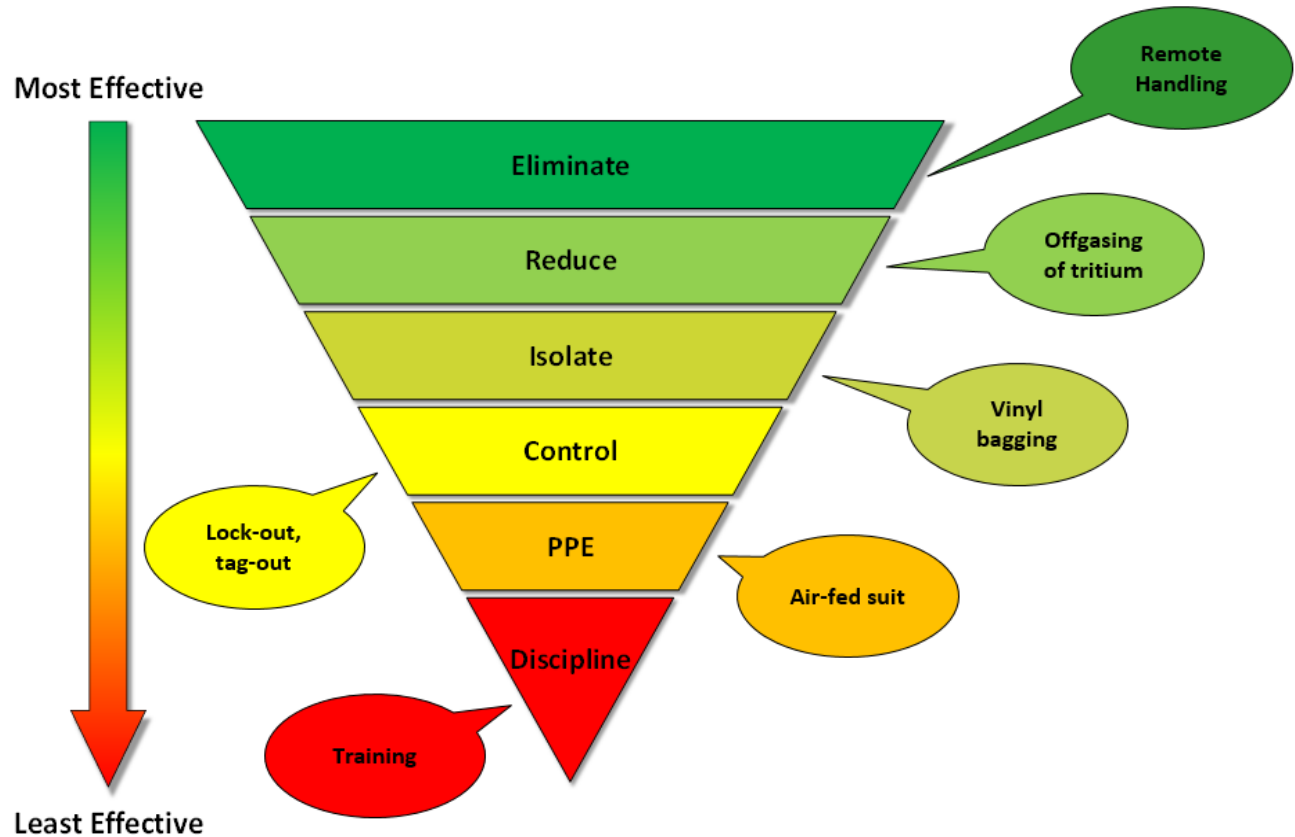 Remote
Handling
Most Effective
Eliminate
Offgasing
of tritium
Reduce
Isolate
Vinyl
bagging
Control
Lock-out,
tag-out
PPE
Air-fed suit
Discipline
Training
Least Effective